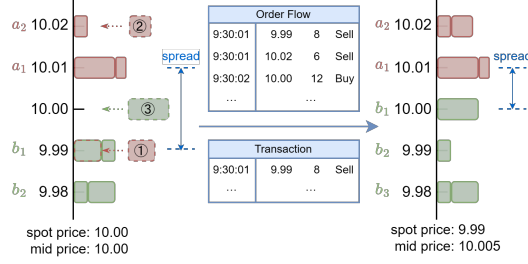 a2 10.02 ②
a1 10.01
spread
10.00 ③
b1 9.99 ①
b2 9.98
spot price: 10.00
mid price: 10.00
Order Flow
9:30:01 9.99 8 Sell
9:30:01 10.02 6 Sell
9:30:02 10.00 12 Buy
... ...
Transaction
9:30:01 9.99 8 Sell
... ...
a2 10.02
a1 10.01
spread
b1 10.00
b2 9.99
b3 9.98
spot price: 9.99
mid price: 10.005